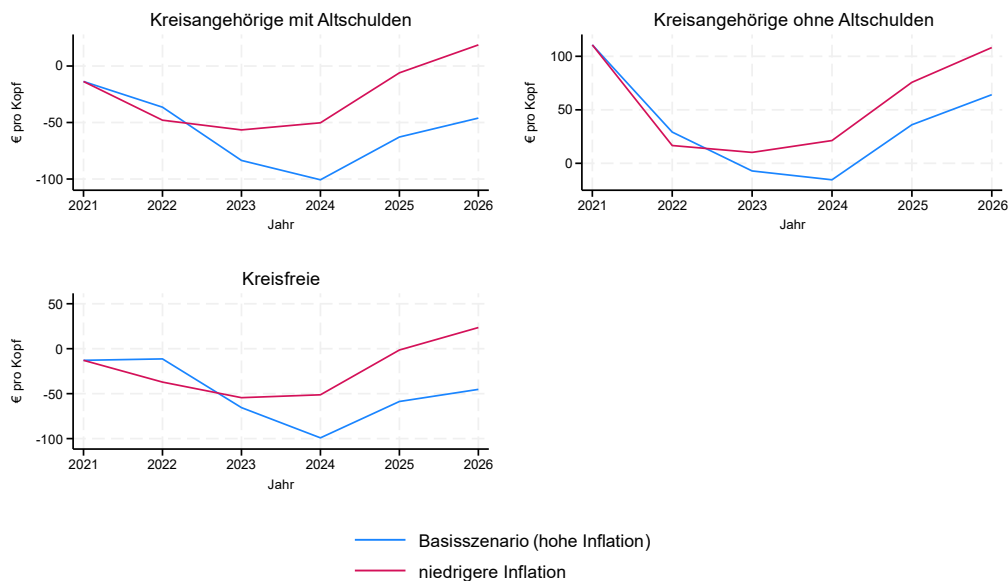 Kreisangehörige mit Altschulden
€ pro Kopf
0
-50
-100
2021 2022 2023 2024 2025 2026
Jahr
Kreisangehörige ohne Altschulden
€ pro Kopf
100
50
0
2021 2022 2023 2024 2025 2026
Jahr
Kreisfreie
€ pro Kopf
50
0
-50
-100
2021 2022 2023 2024 2025 2026
Jahr
Basisszenario (hohe Inflation)
niedrigere Inflation